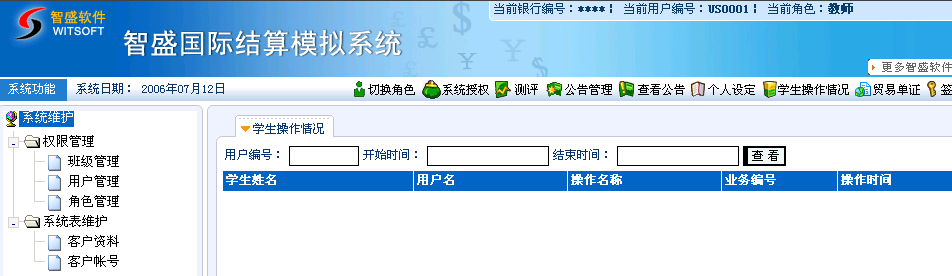 智盛软件
WITSOFT
智盛国际结算模拟系统
当前银行编号：****¦ 当前用户编号：US0001¦ 当前角色：教师
更多智盛软件
系统功能 系统日期： 2006年07月12日 切换角色 系统授权 测评 公告管理 查看公告 个人设定 学生操作情况 贸易单证
系统维护
权限管理
班级管理
用户管理
角色管理
系统表维护
客户资料
客户帐号
学生操作情况
用户编号： 开始时间： 结束时间： 查 看
学生姓名 用户名 操作名称 业务编号 操作时间